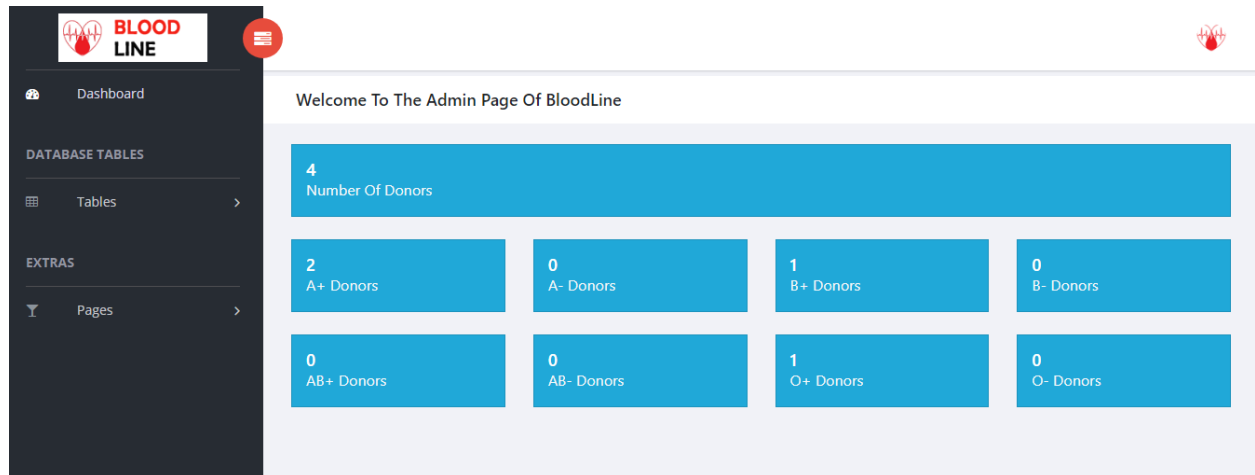 BLOOD
LINE
Dashboard
DATABASE TABLES
Tables
EXTRAS
Pages
Welcome To The Admin Page Of BloodLine
4
Number Of Donors
2
A+ Donors
0
A- Donors
1
B+ Donors
0
B- Donors
0
AB+ Donors
0
AB- Donors
1
O+ Donors
0
O- Donors